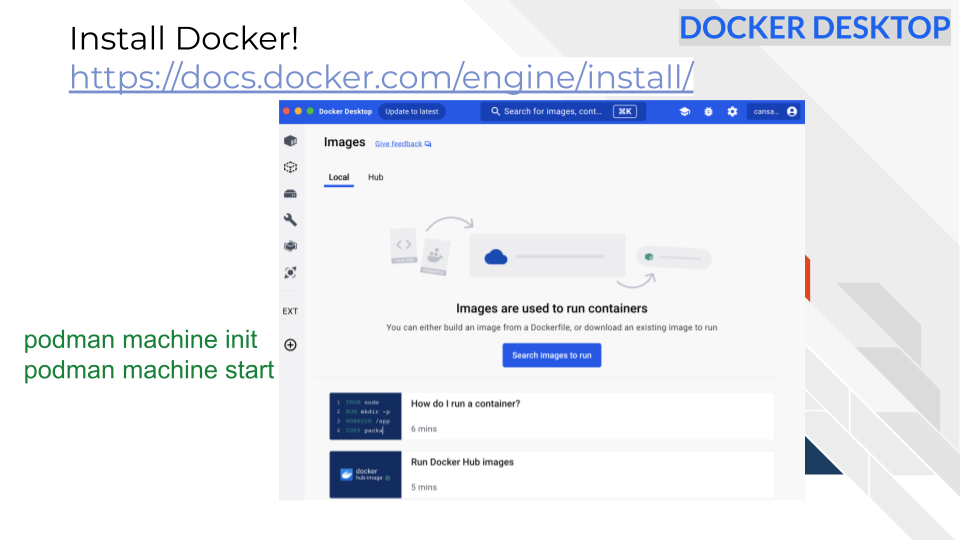 Install Docker!
https://docs.docker.com/engine/install/
DOCKER DESKTOP
Docker Desktop Update to latest Search for images, cont... ⌘K cansa...
Images Give feedback
Local Hub
EXT
Images are used to run containers
You can either build an image from a Dockerfile, or download an existing image to run
Search images to run
podman machine init
podman machine start
1 FROM node
2 RUN mkdir -p
3 WORKDIR /app
4 COPY packa
How do I run a container?
6 mins
docker
hub-image
Run Docker Hub images
5 mins